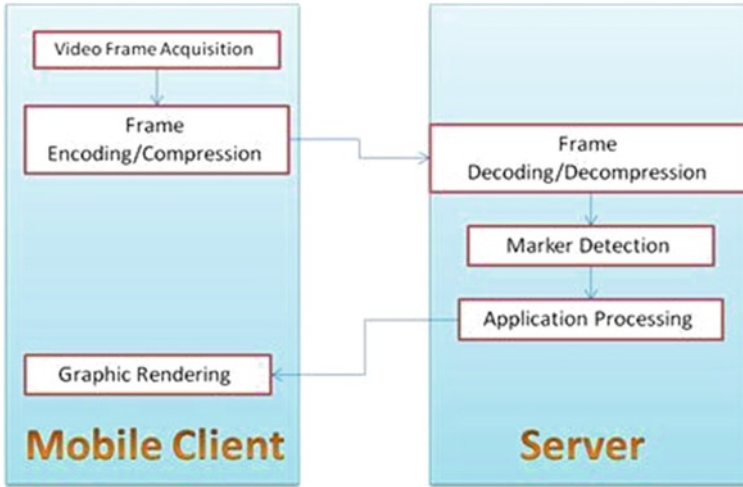 Video Frame Acquisition
Frame
Encoding/Compression
Graphic Rendering
Mobile Client
Frame
Decoding/Decompression
Marker Detection
Application Processing
Server